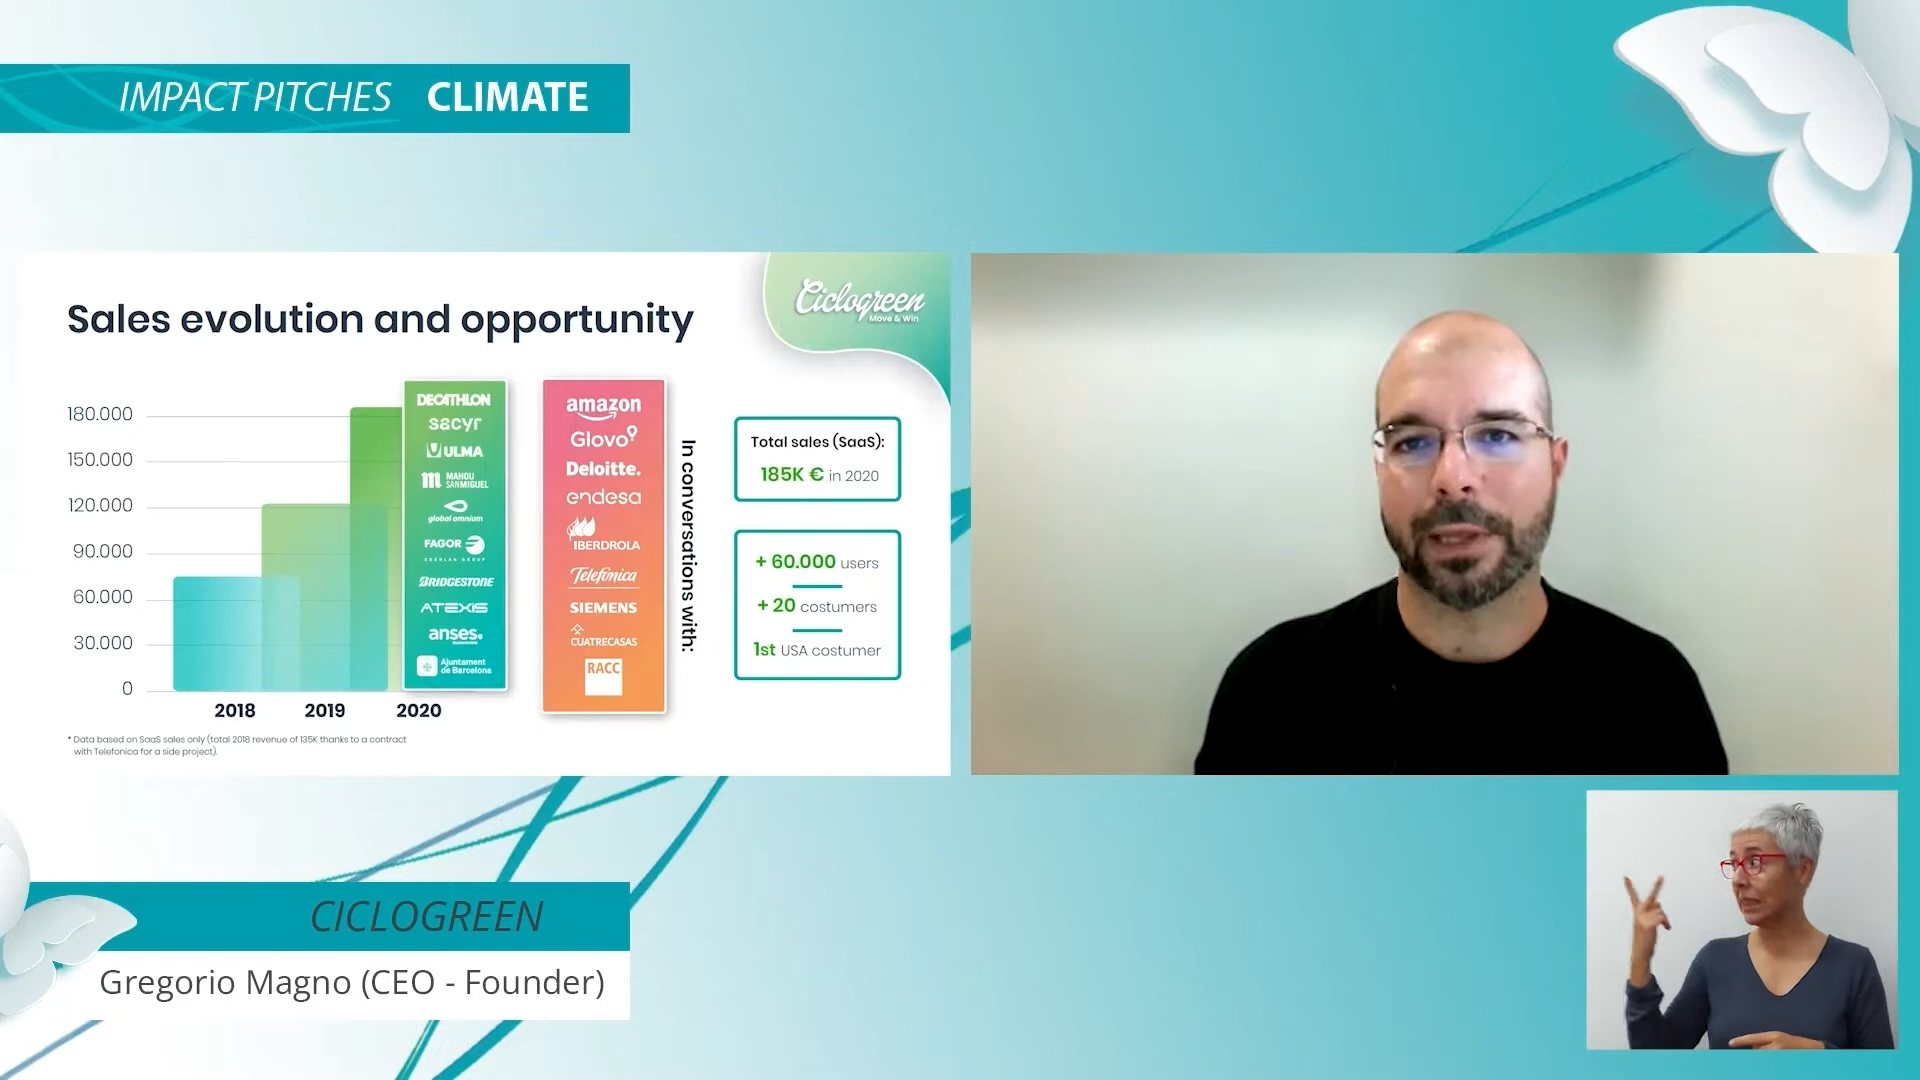 IMPACT PITCHES CLIMATE
Sales evolution and opportunity
Ciclogreen
Move & Win
180.000
150.000
120.000
90.000
60.000
30.000
0
2018 2019 2020
DECATHLON
sacyr
ULMA
MAHOU
SANMIGUEL
global omnium
FAGOR
EDERLAN GROUP
BRIDGESTONE
ATEXIS
anses.
Ajuntament
de Barcelona
amazon
Glovo
Deloitte.
endesa
IBERDROLA
Telefónica
SIEMENS
CUATRECASAS
RACC
In conversations with:
Total sales (SaaS):
185K € in 2020
+ 60.000 users
+ 20 costumers
1st USA costumer
* Data based on SaaS sales only (total 2018 revenue of 135K thanks to a contract
with Telefonica for a side project).
CICLOGREEN
Gregorio Magno (CEO - Founder)